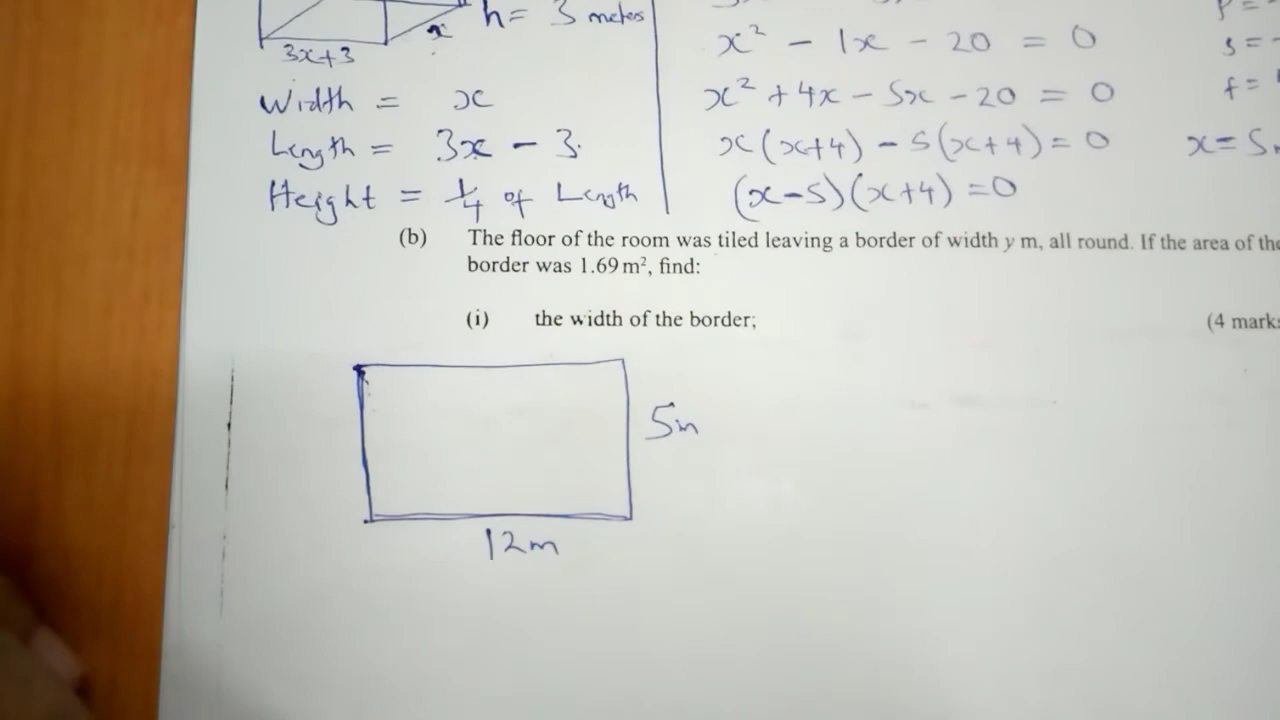 h = 3 meters
x
3x+3
Width = x
Length = 3x - 3
Height = 1/4 of Length
x² - 1x - 20 = 0
x² + 4x - 5x - 20 = 0
x(x+4) - 5(x+4) = 0
(x-5)(x+4) = 0
P =
s =
f =
x = 5
(b) The floor of the room was tiled leaving a border of width y m, all round. If the area of the
border was 1.69 m², find:
(i) the width of the border; (4 marks
5m
12m